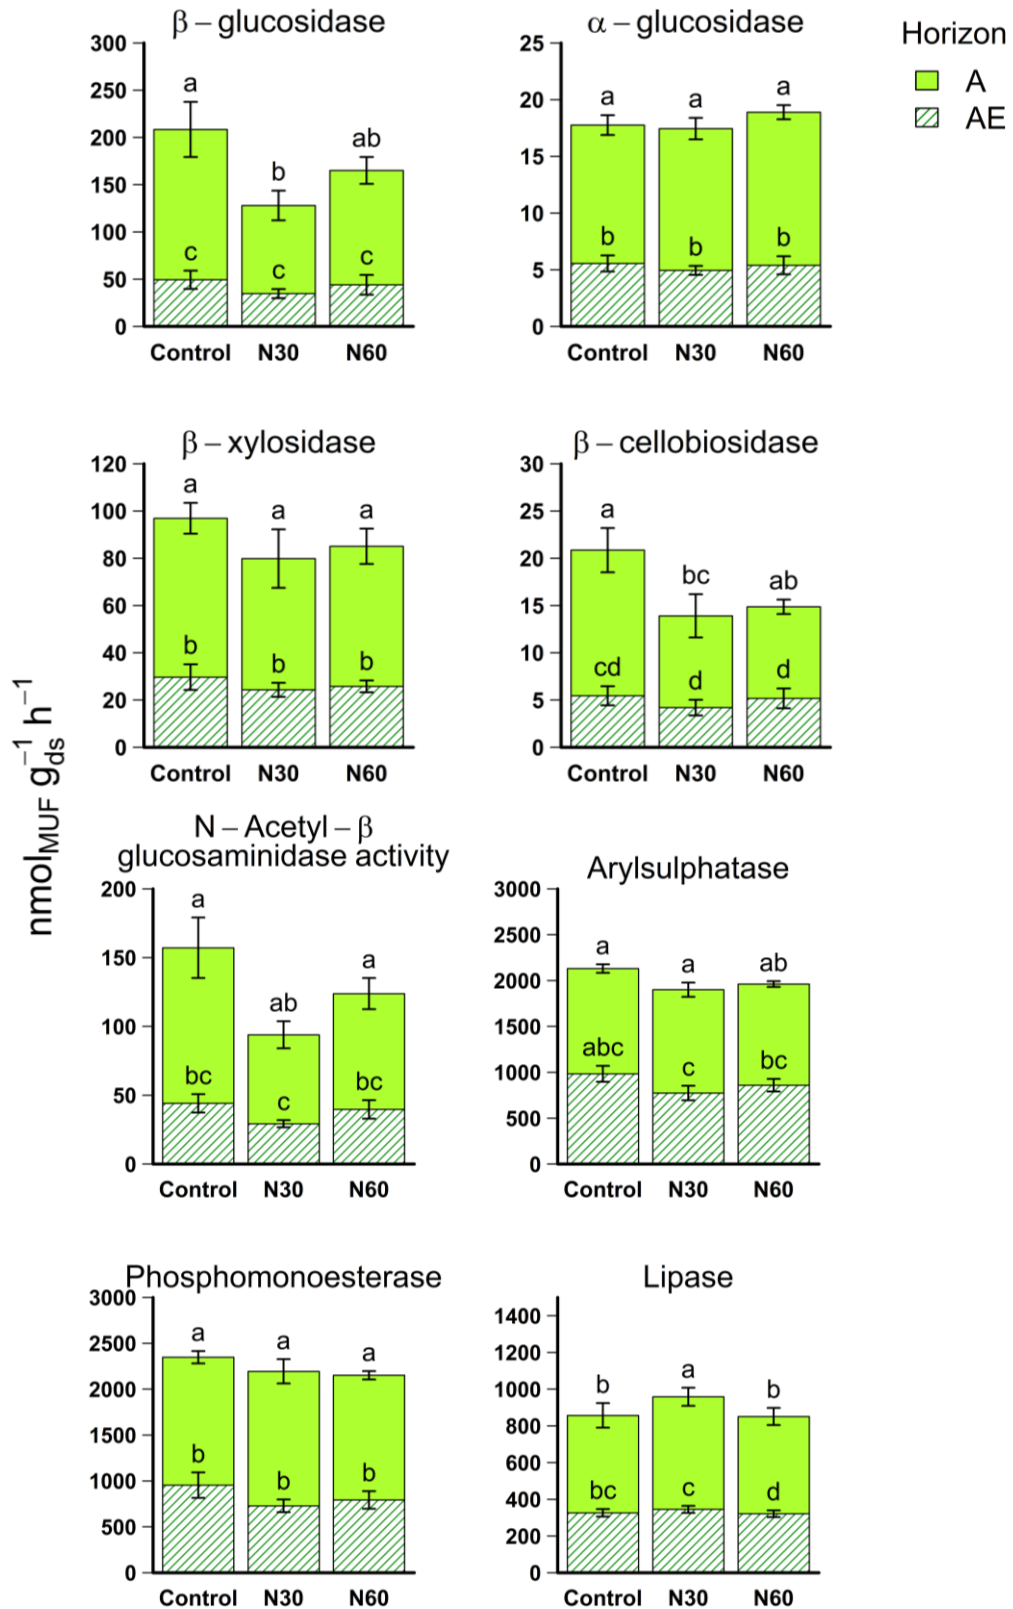 β – glucosidase
300
250
200
150
100
50
0
a
b
ab
c
c
c
Control N30 N60
α – glucosidase
25
20
15
10
5
0
a
a
a
b
b
b
Control N30 N60
Horizon
A
AE
β – xylosidase
120
100
80
60
40
20
0
a
a
a
b
b
b
Control N30 N60
β – cellobiosidase
30
25
20
15
10
5
0
a
bc
ab
cd
d
d
Control N30 N60
nmol_MUF g_ds^−1 h^−1
N – Acetyl – β
glucosaminidase activity
200
150
100
50
0
a
ab
a
bc
c
bc
Control N30 N60
Arylsulphatase
3000
2500
2000
1500
1000
500
0
a
a
ab
abc
c
bc
Control N30 N60
Phosphomonoesterase
3000
2500
2000
1500
1000
500
0
a
a
a
b
b
b
Control N30 N60
Lipase
1400
1200
1000
800
600
400
200
0
b
a
b
bc
c
d
Control N30 N60